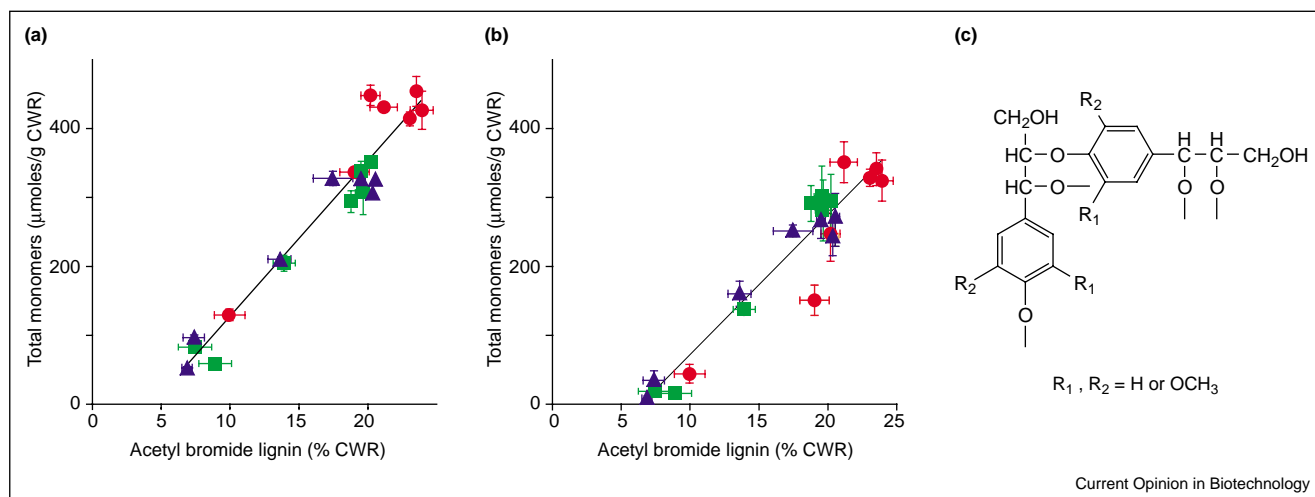 (a)
Total monomers (μmoles/g CWR)
400
200
0
0 5 10 15 20
Acetyl bromide lignin (% CWR)
(b)
Total monomers (μmoles/g CWR)
400
200
0
0 5 10 15 20 25
Acetyl bromide lignin (% CWR)
(c)
R2
CH2OH H H
CH O C C CH2OH
CH O O O
R1
R2 R1
O
R1 , R2 = H or OCH3
Current Opinion in Biotechnology